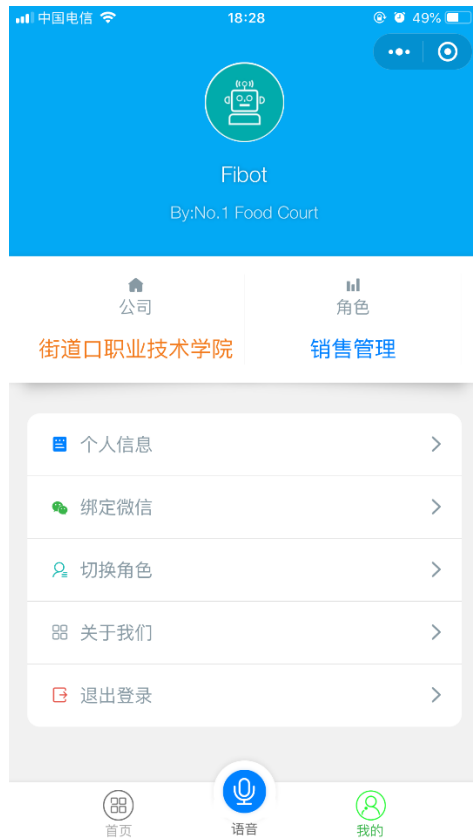 中国电信 18:28 49%
Fibot
By:No.1 Food Court
公司 角色
街道口职业技术学院 销售管理
个人信息
绑定微信
切换角色
关于我们
退出登录
首页 语音 我的